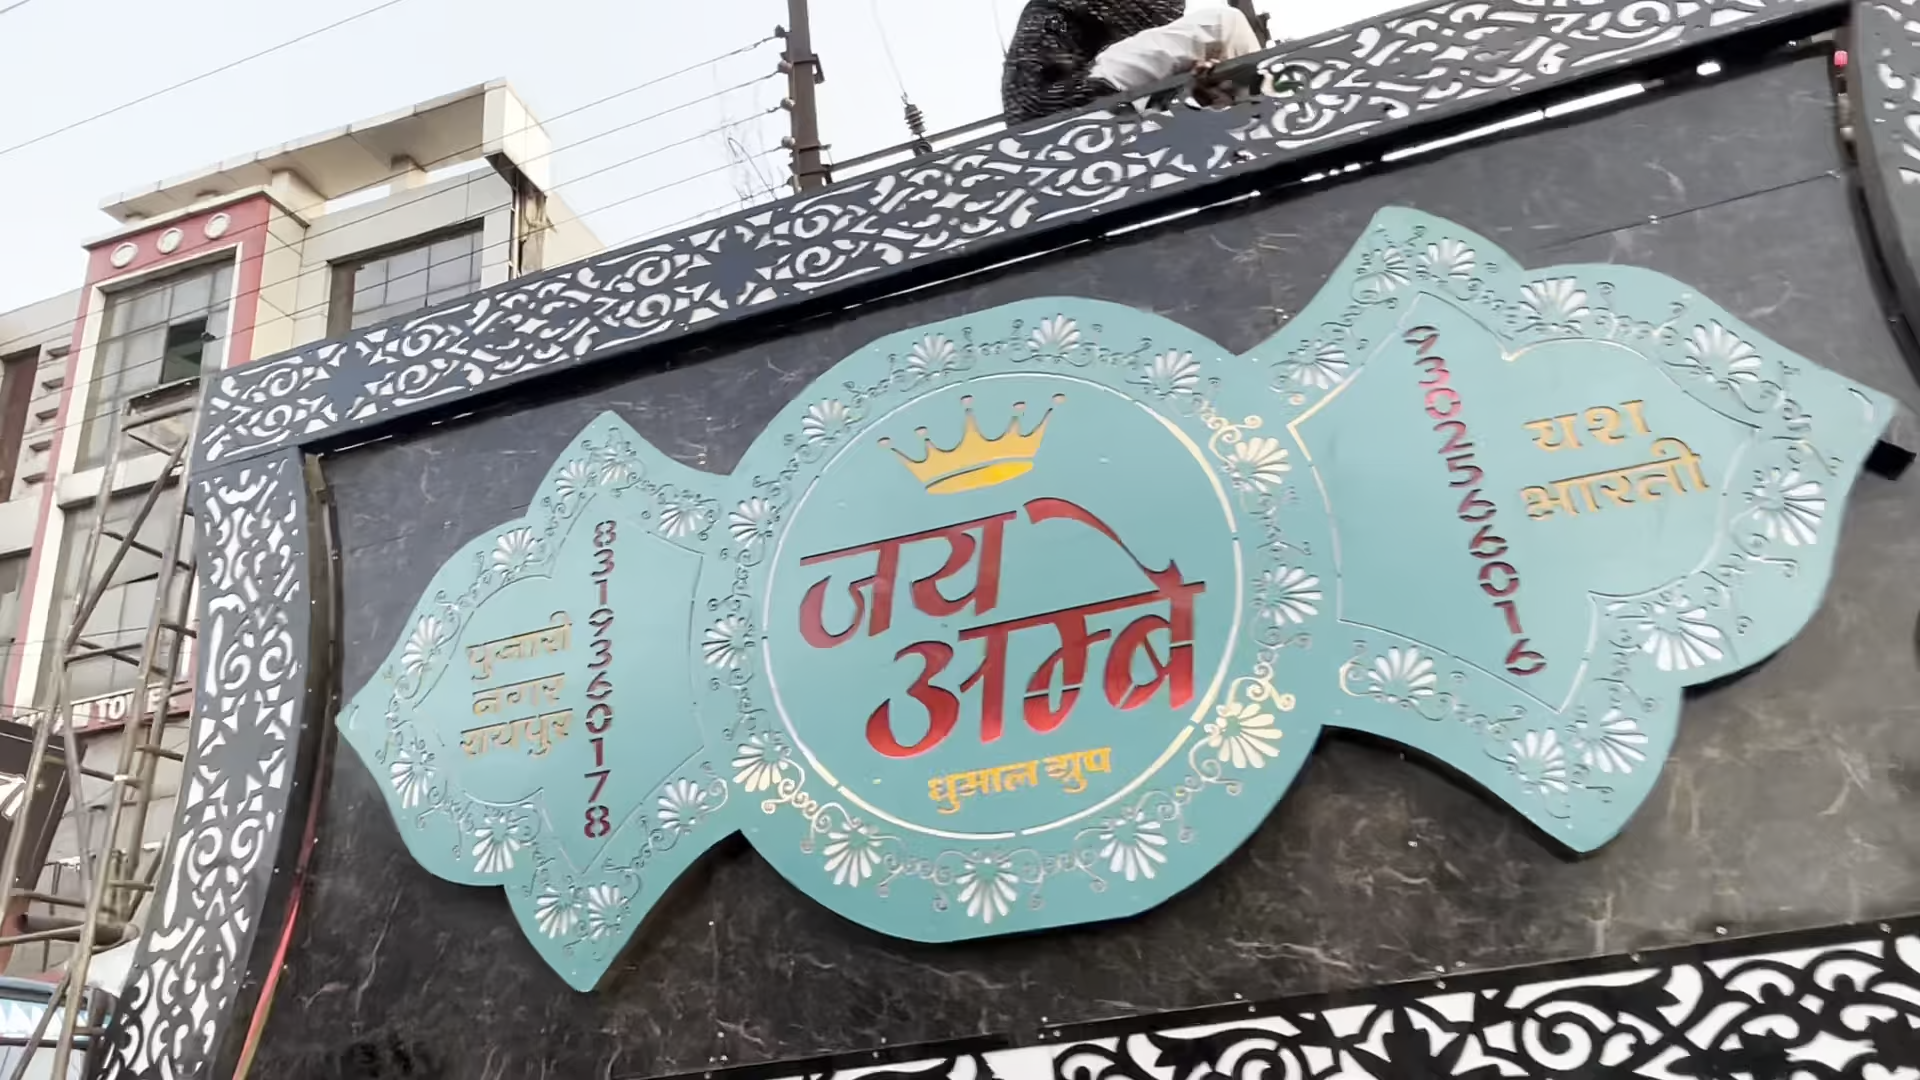 पुजारी
नगर
रायपुर
8319360178
जय
अम्बे
धुमाल ग्रुप
9302566016
यश
भारती